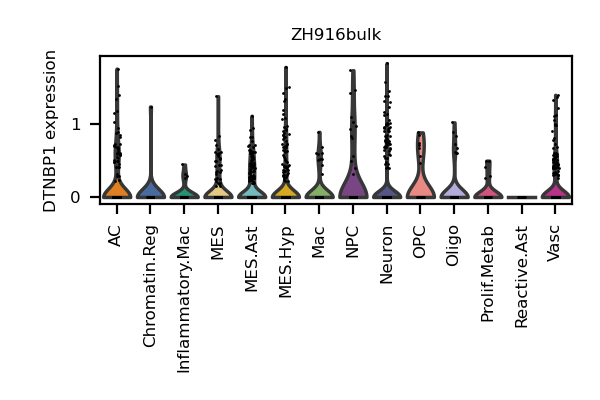 ZH916bulk
DTNBP1 expression
1
0
AC
Chromatin.Reg
Inflammatory.Mac
MES
MES.Ast
MES.Hyp
Mac
NPC
Neuron
OPC
Oligo
Prolif.Metab
Reactive.Ast
Vasc